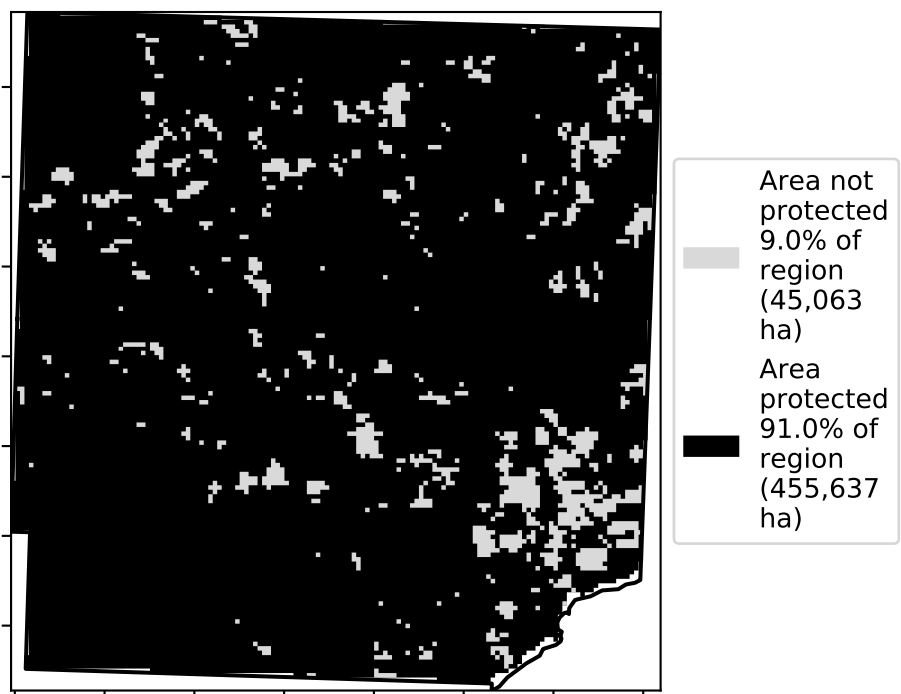 Area not
protected
9.0% of
region
(45,063
ha)
Area
protected
91.0% of
region
(455,637
ha)